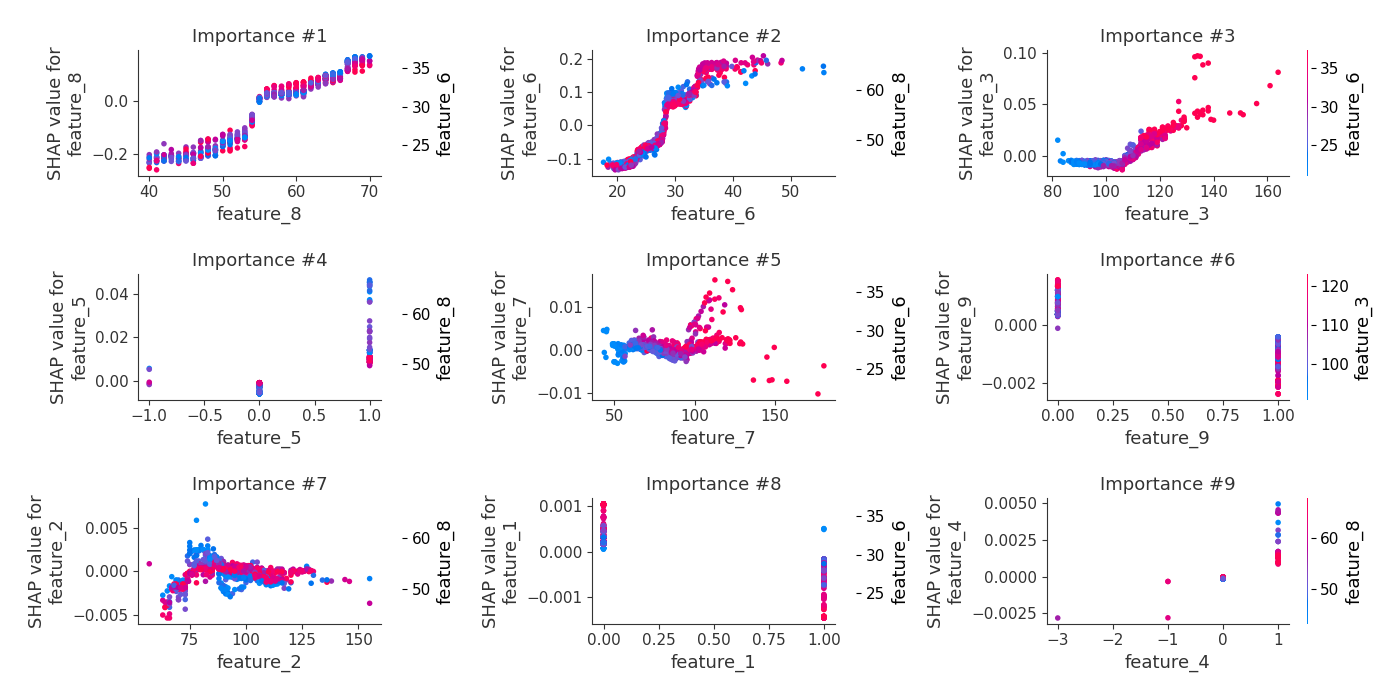 Importance #1
SHAP value for
feature_8
0.0
−0.2
40
50
60
70
feature_8
35
30
25
feature_6
Importance #2
SHAP value for
feature_6
0.2
0.1
0.0
−0.1
20
30
40
50
feature_6
60
50
feature_8
Importance #3
SHAP value for
feature_3
0.10
0.05
0.00
80
100
120
140
160
feature_3
35
30
25
feature_6
Importance #4
SHAP value for
feature_5
0.04
0.02
0.00
−1.0
−0.5
0.0
0.5
1.0
feature_5
60
50
feature_8
Importance #5
SHAP value for
feature_7
0.01
0.00
−0.01
50
100
150
feature_7
35
30
25
feature_6
Importance #6
SHAP value for
feature_9
0.000
−0.002
0.00
0.25
0.50
0.75
1.00
feature_9
120
110
100
feature_3
Importance #7
SHAP value for
feature_2
0.005
0.000
−0.005
75
100
125
150
feature_2
60
50
feature_8
Importance #8
SHAP value for
feature_1
0.001
0.000
−0.001
0.00
0.25
0.50
0.75
1.00
feature_1
35
30
25
feature_6
Importance #9
SHAP value for
feature_4
0.0050
0.0025
0.0000
−0.0025
−3
−2
−1
0
1
feature_4
60
50
feature_8